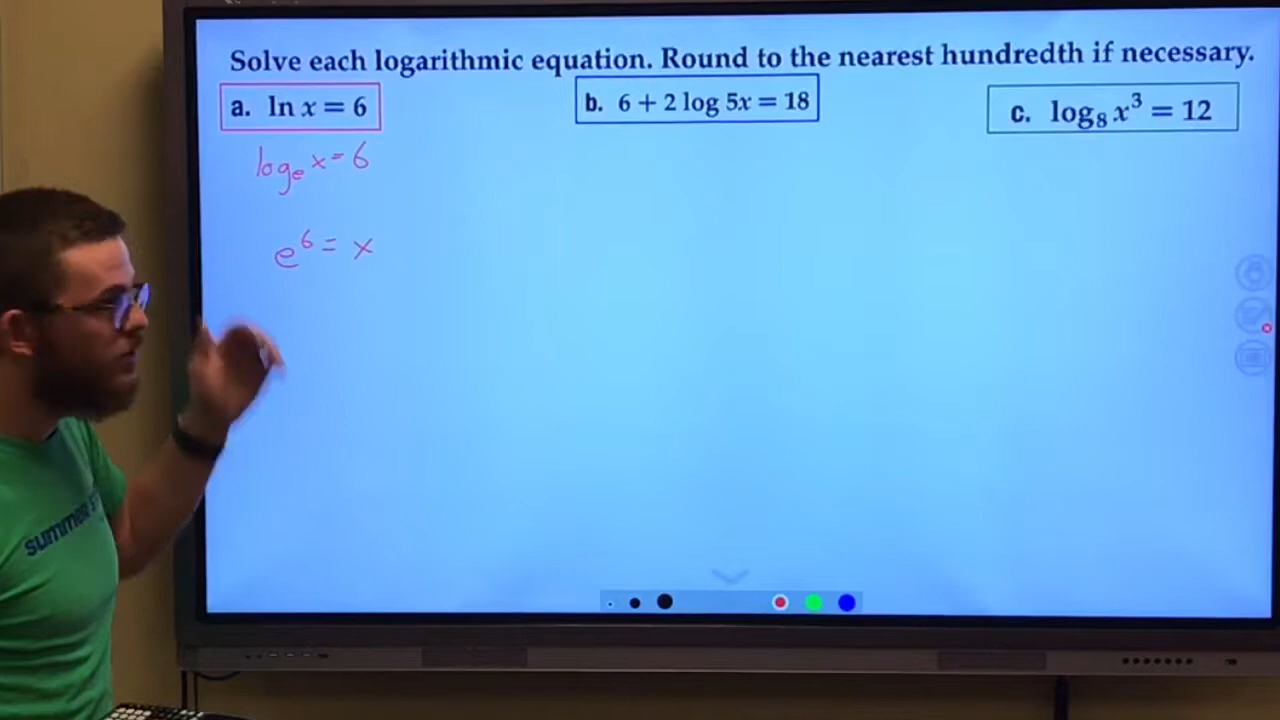 Solve each logarithmic equation. Round to the nearest hundredth if necessary.
a. ln x = 6
b. 6 + 2 log 5x = 18
c. log₈ x³ = 12
logₑ x = 6
e⁶ = x
summer